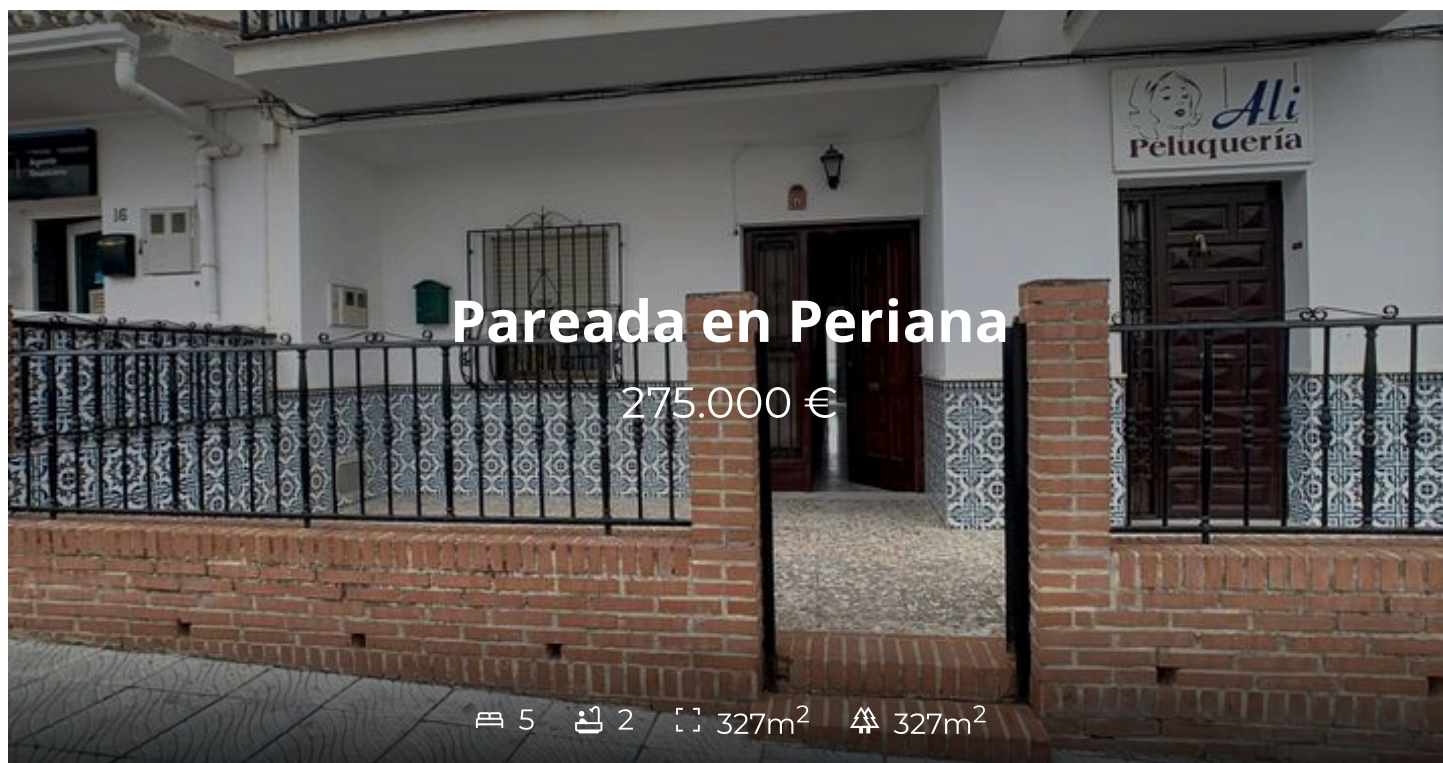 Ali
Peluquería
16
Pareada en Periana
275.000 €
5 2 327m² 327m²